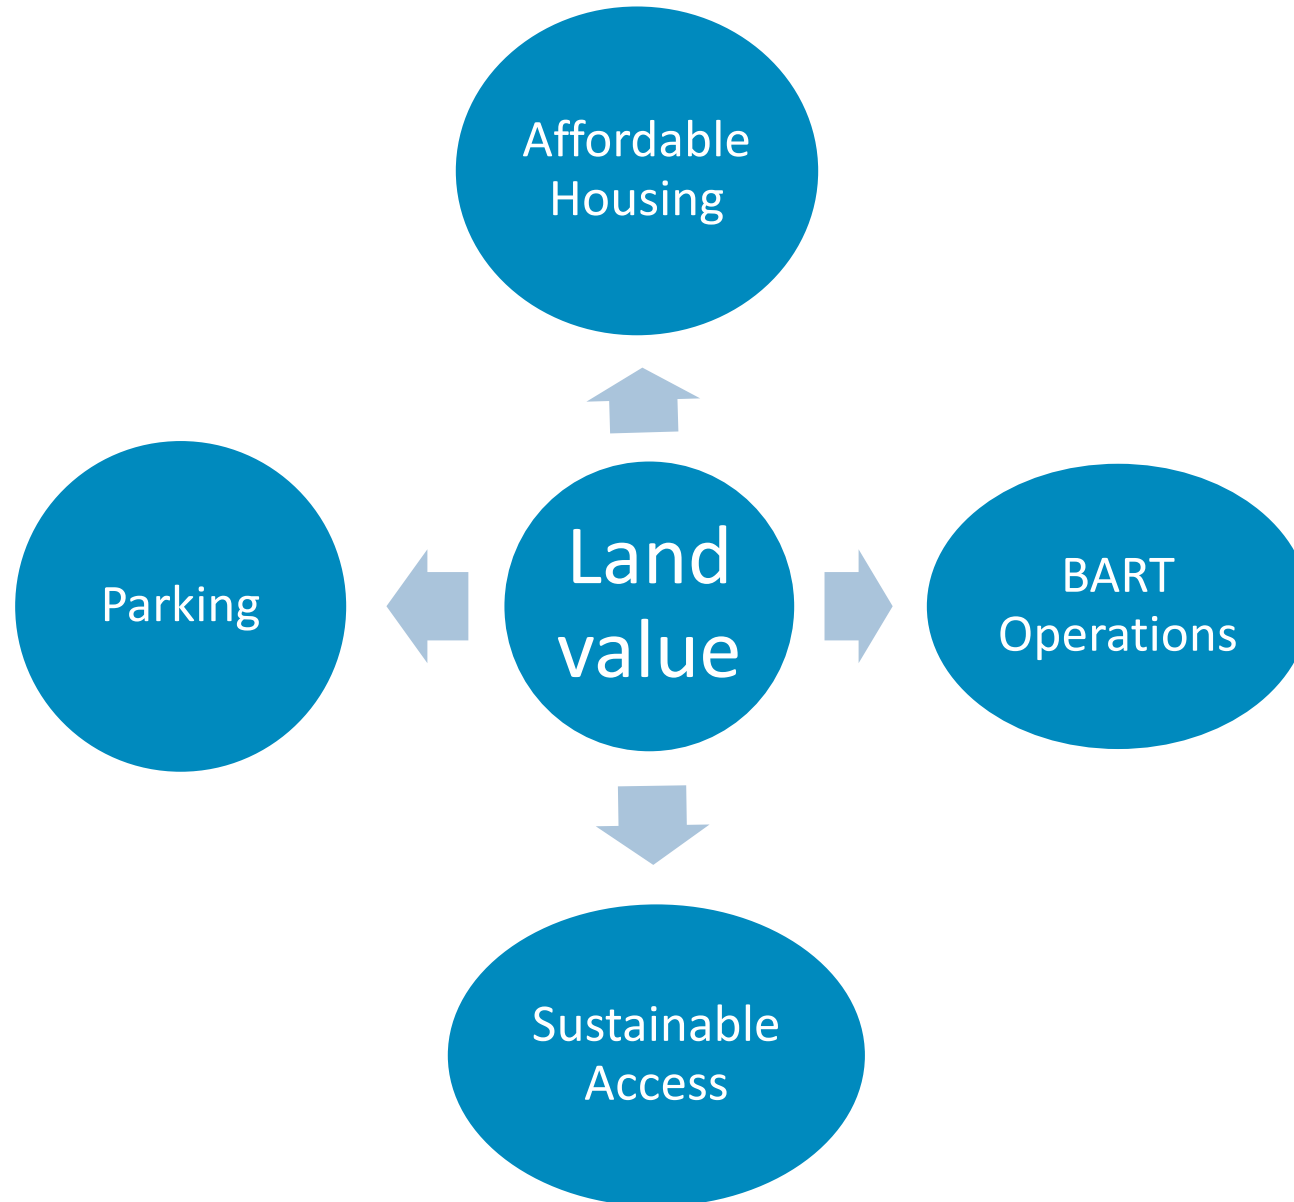 Affordable
Housing
Parking
Land
value
BART
Operations
Sustainable
Access